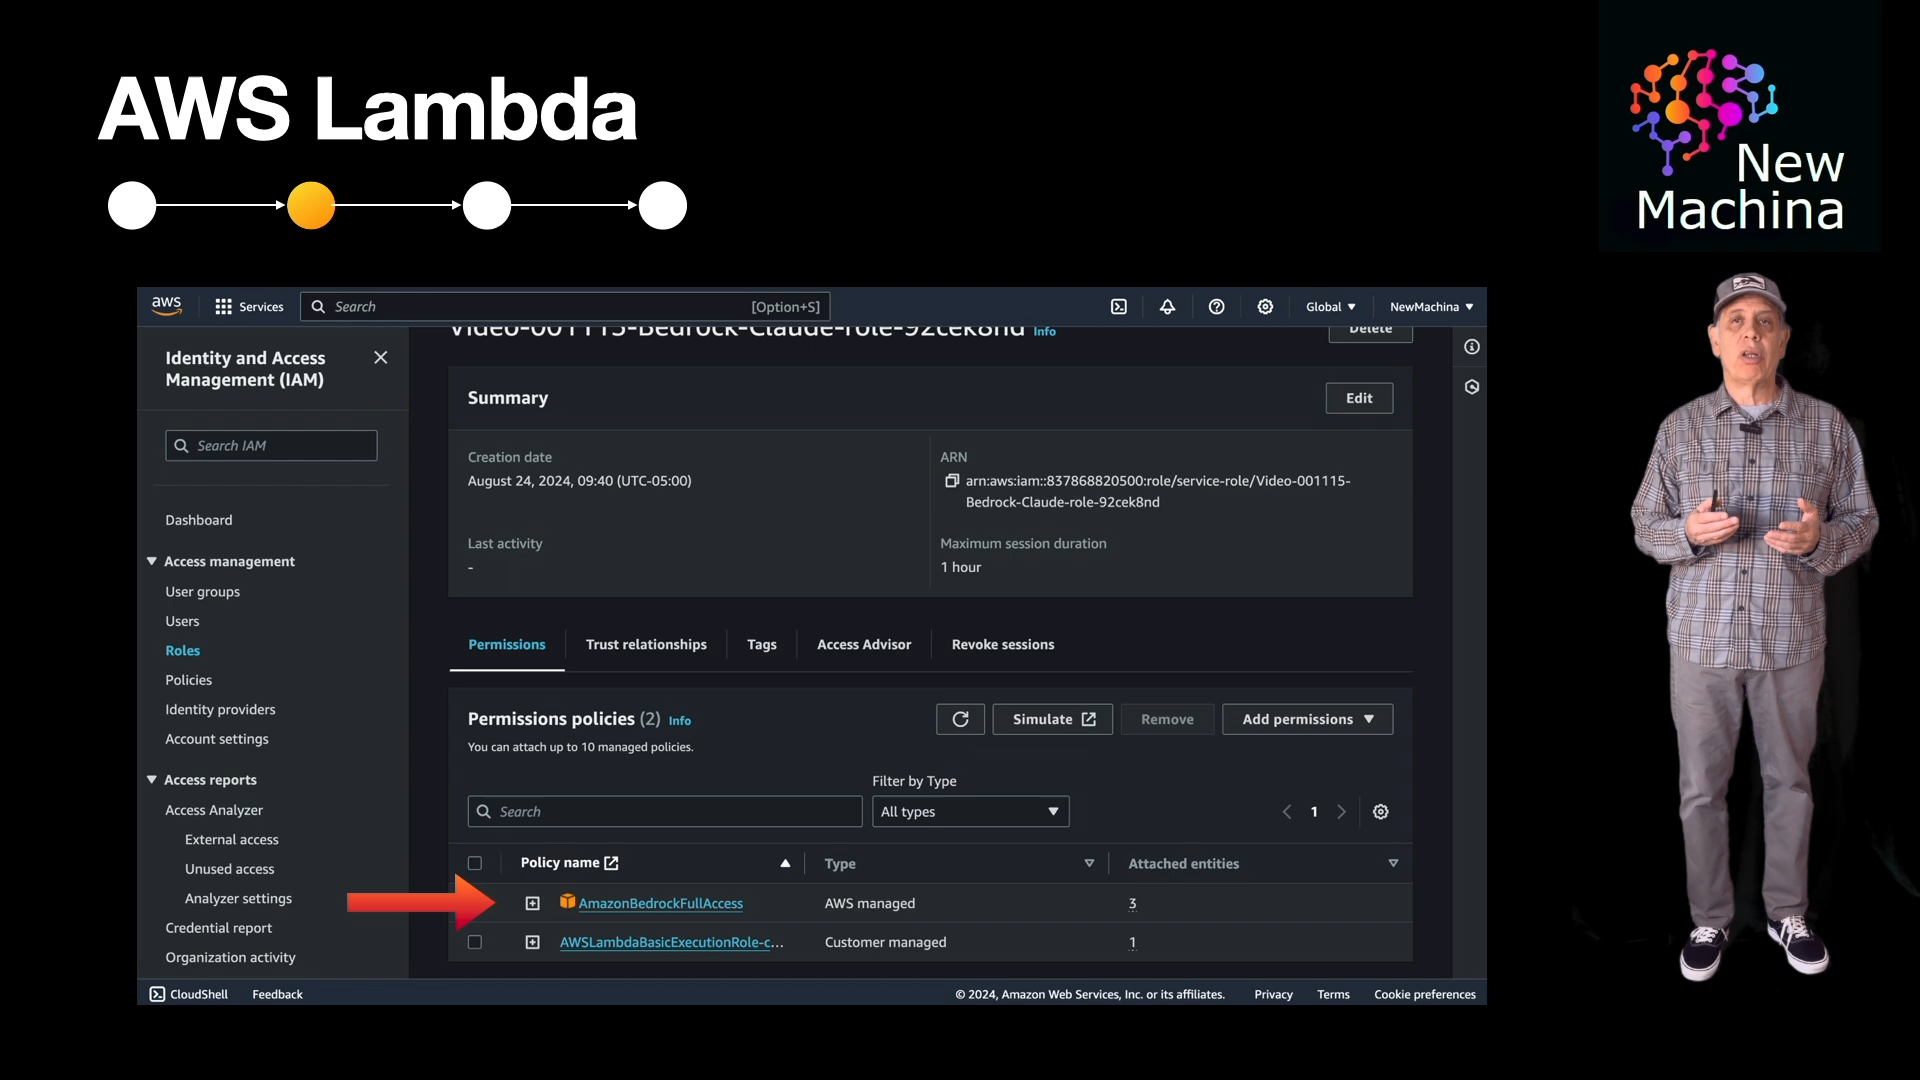 AWS Lambda
New
Machina
aws
Services
Search
[Option+S]
Global
NewMachina
Video-001115-Bedrock-Claude-role-92cek8nd
Info
Delete
Identity and Access
Management (IAM)
Search IAM
Dashboard
Access management
User groups
Users
Roles
Policies
Identity providers
Account settings
Access reports
Access Analyzer
External access
Unused access
Analyzer settings
Credential report
Organization activity
Summary
Edit
Creation date
August 24, 2024, 09:40 (UTC-05:00)
ARN
arn:aws:iam::837868820500:role/service-role/Video-001115-
Bedrock-Claude-role-92cek8nd
Last activity
-
Maximum session duration
1 hour
Permissions
Trust relationships
Tags
Access Advisor
Revoke sessions
Permissions policies (2) Info
You can attach up to 10 managed policies.
Simulate
Remove
Add permissions
Filter by Type
Search
All types
1
Policy name
Type
Attached entities
AmazonBedrockFullAccess
AWS managed
3
AWSLambdaBasicExecutionRole-c...
Customer managed
1
CloudShell
Feedback
© 2024, Amazon Web Services, Inc. or its affiliates.
Privacy
Terms
Cookie preferences